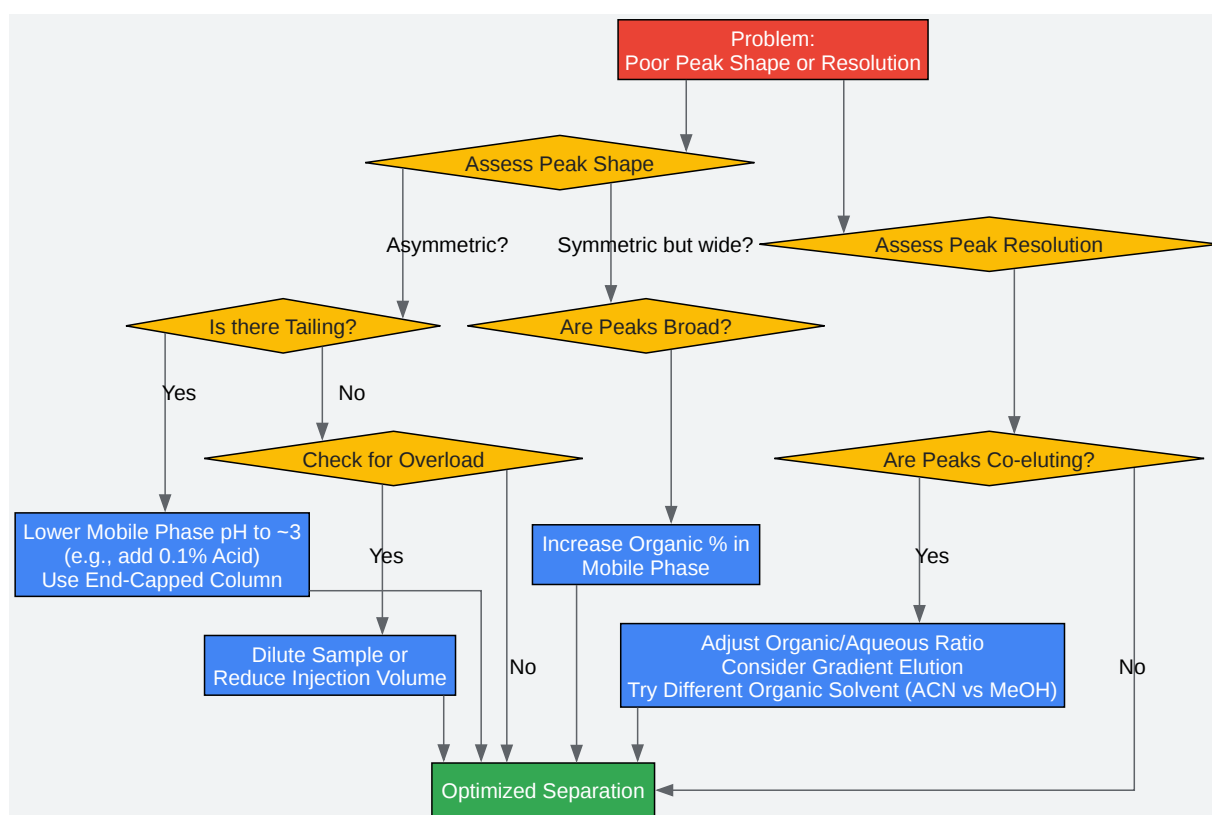 Problem:
Poor Peak Shape or Resolution
Assess Peak Shape
Asymmetric?
Symmetric but wide?
Assess Peak Resolution
Is there Tailing?
Are Peaks Broad?
Yes
No
Check for Overload
Are Peaks Co-eluting?
Lower Mobile Phase pH to ~3
(e.g., add 0.1% Acid)
Use End-Capped Column
Yes
Increase Organic % in
Mobile Phase
Yes
Dilute Sample or
Reduce Injection Volume
No
Adjust Organic/Aqueous Ratio
Consider Gradient Elution
Try Different Organic Solvent (ACN vs MeOH)
No
Optimized Separation